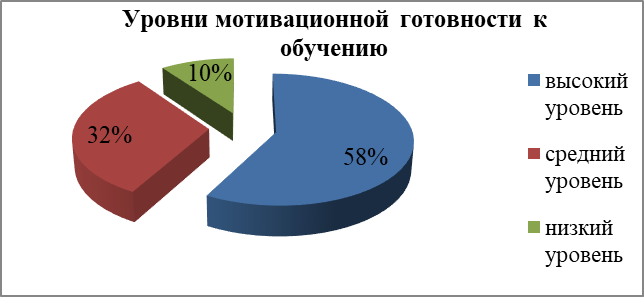 Уровни мотивационной готовности к
обучению
10%
32%
58%
высокий
уровень
средний
уровень
низкий
уровень